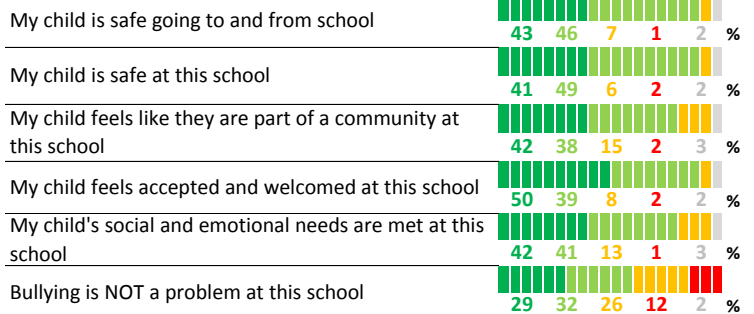 My child is safe going to and from school
43 46 7 1 2 %
My child is safe at this school
41 49 6 2 2 %
My child feels like they are part of a community at
this school
42 38 15 2 3 %
My child feels accepted and welcomed at this school
50 39 8 2 2 %
My child's social and emotional needs are met at this
school
42 41 13 1 3 %
Bullying is NOT a problem at this school
29 32 26 12 2 %